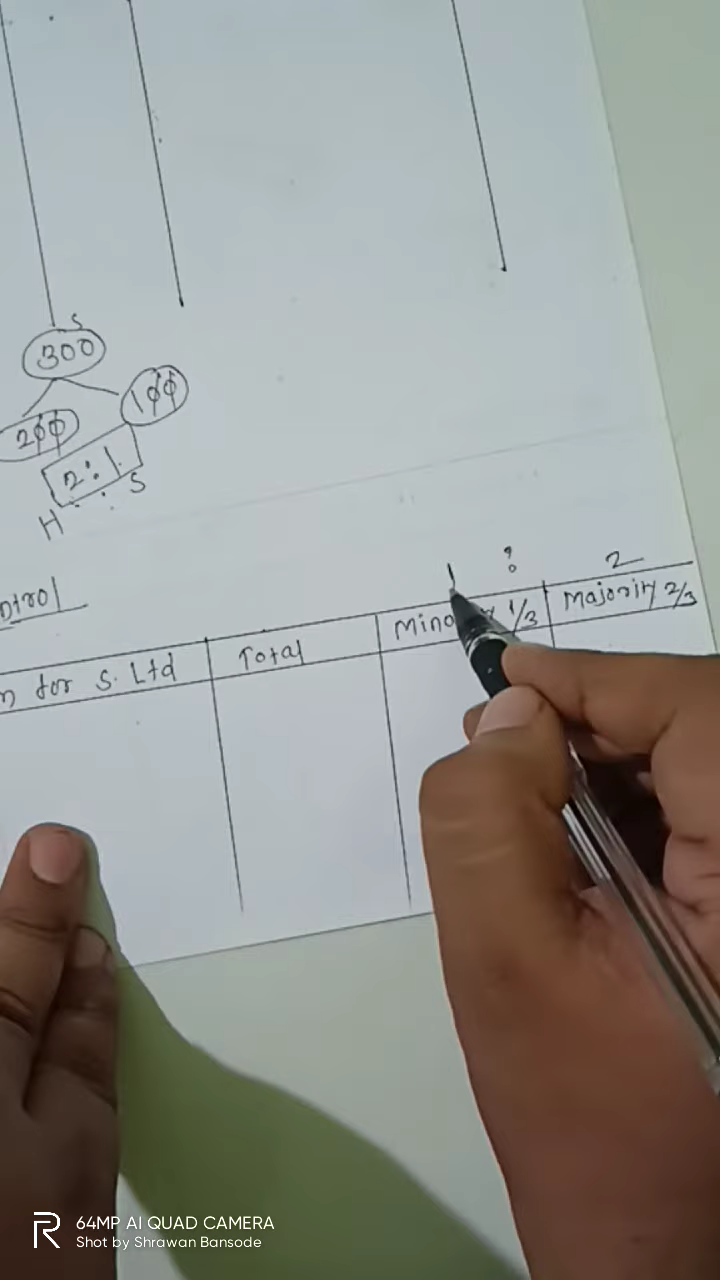 S
300
200 100
2:1
H : S
ntrol
1 : 2
n for S. Ltd Total 1/3 Majority 2/3
64MP AI QUAD CAMERA
Shot by Shrawan Bansode